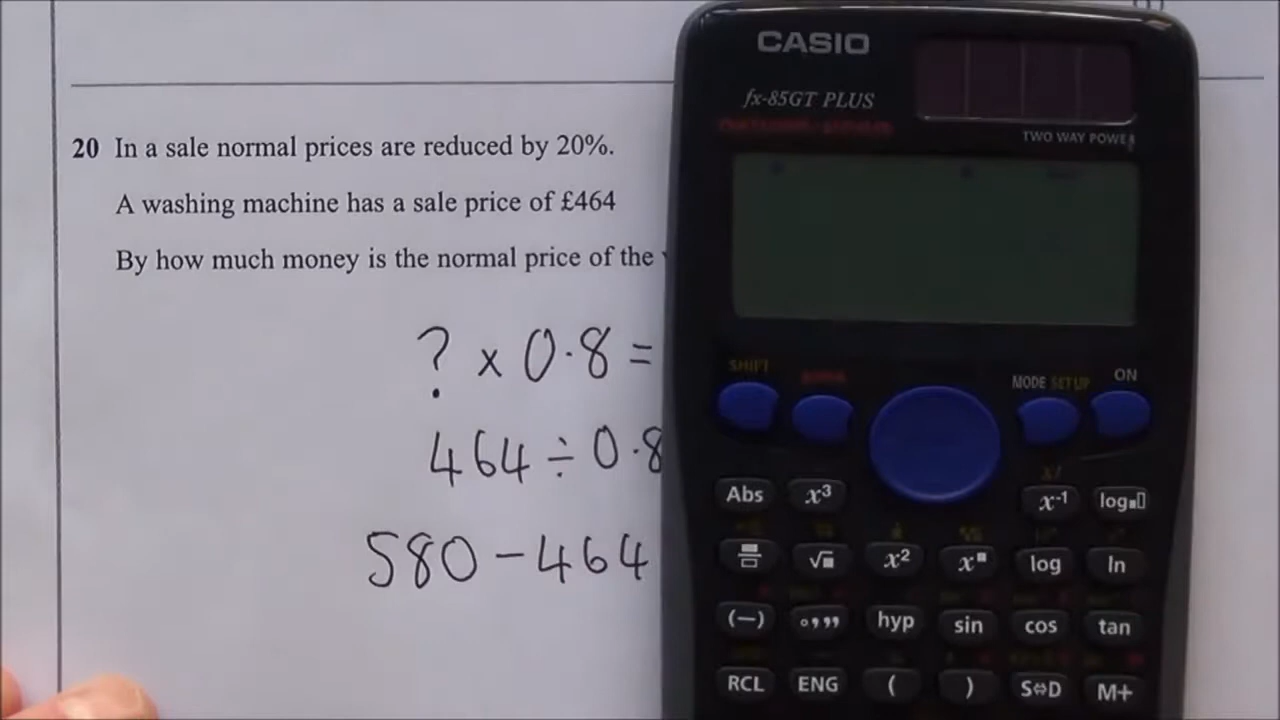 20 In a sale normal prices are reduced by 20%.
A washing machine has a sale price of £464
By how much money is the normal price of the
? × 0·8 =
464 ÷ 0·8
580 − 464
CASIO
fx-85GT PLUS
TWO WAY POWER
SHIFT
MODE SETUP ON
Abs x³ x⁻¹ log
x² log ln
(−) hyp sin cos tan
RCL ENG ( ) S⇔D M+